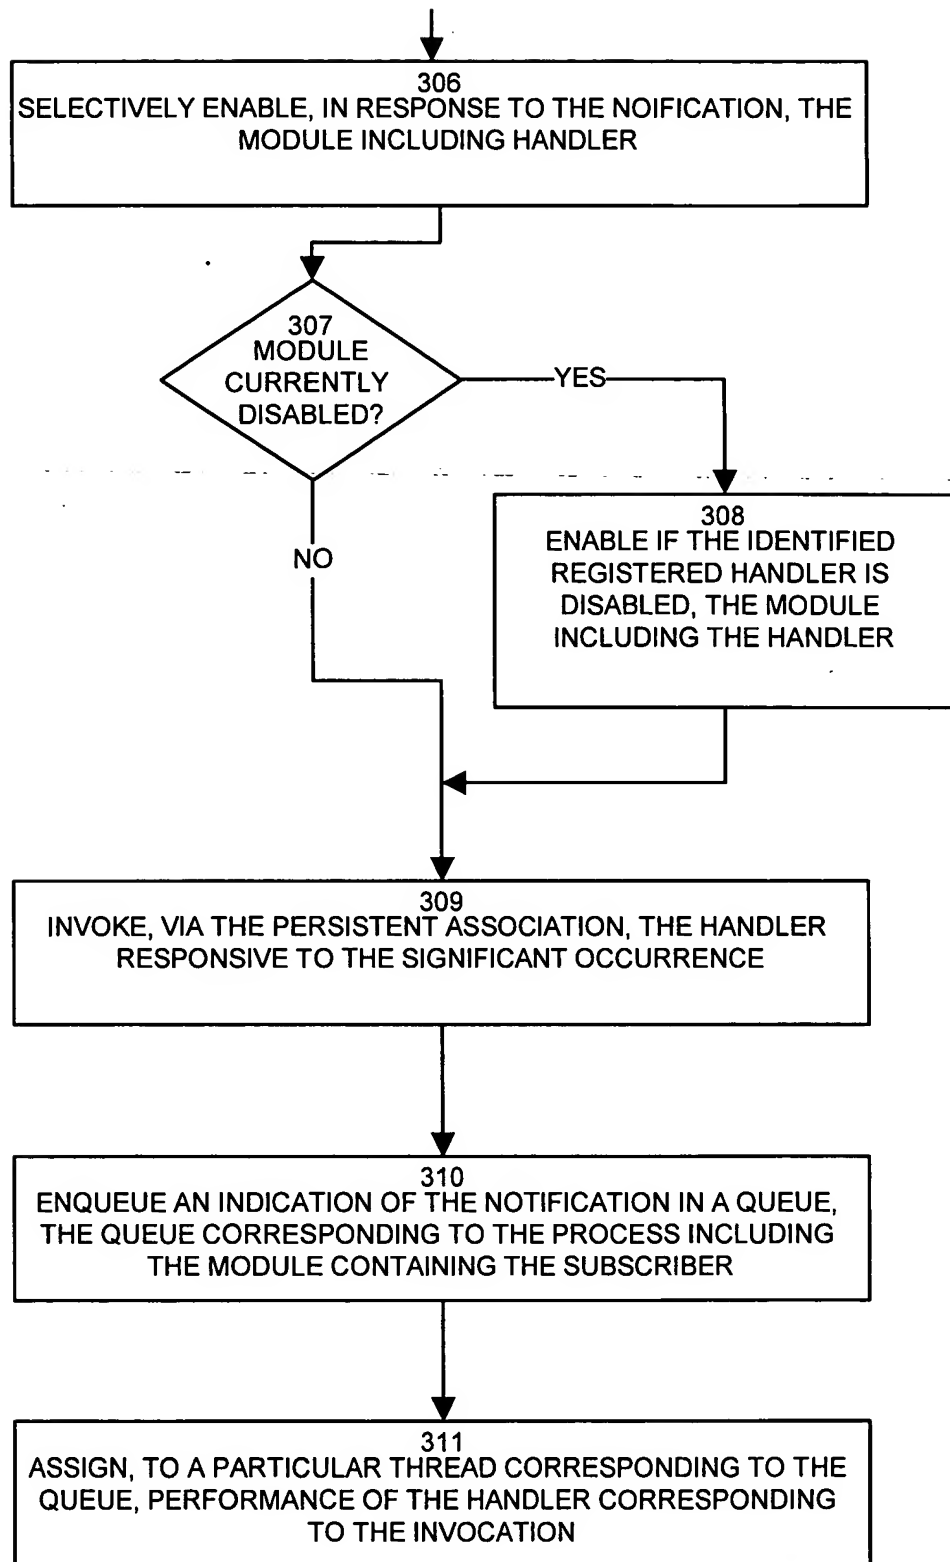 306
SELECTIVELY ENABLE, IN RESPONSE TO THE NOIFICATION, THE
MODULE INCLUDING HANDLER
307
MODULE
CURRENTLY
DISABLED?
YES
NO
308
ENABLE IF THE IDENTIFIED
REGISTERED HANDLER IS
DISABLED, THE MODULE
INCLUDING THE HANDLER
309
INVOKE, VIA THE PERSISTENT ASSOCIATION, THE HANDLER
RESPONSIVE TO THE SIGNIFICANT OCCURRENCE
310
ENQUEUE AN INDICATION OF THE NOTIFICATION IN A QUEUE,
THE QUEUE CORRESPONDING TO THE PROCESS INCLUDING
THE MODULE CONTAINING THE SUBSCRIBER
311
ASSIGN, TO A PARTICULAR THREAD CORRESPONDING TO THE
QUEUE, PERFORMANCE OF THE HANDLER CORRESPONDING
TO THE INVOCATION